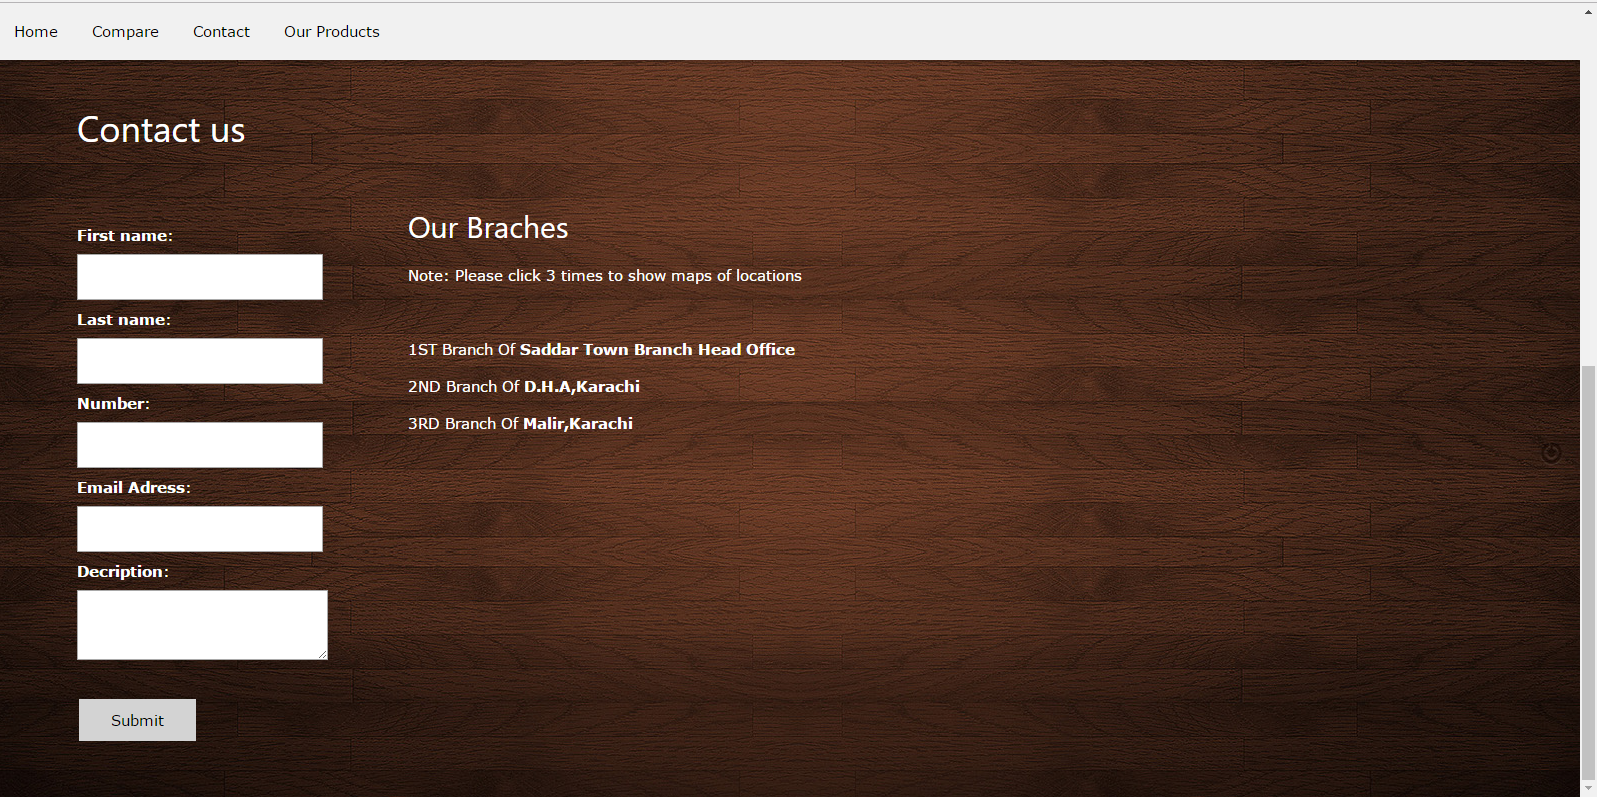 Home Compare Contact Our Products
Contact us
First name:
Last name:
Number:
Email Adress:
Decription:
Submit
Our Braches
Note: Please click 3 times to show maps of locations
1ST Branch Of Saddar Town Branch Head Office
2ND Branch Of D.H.A,Karachi
3RD Branch Of Malir,Karachi